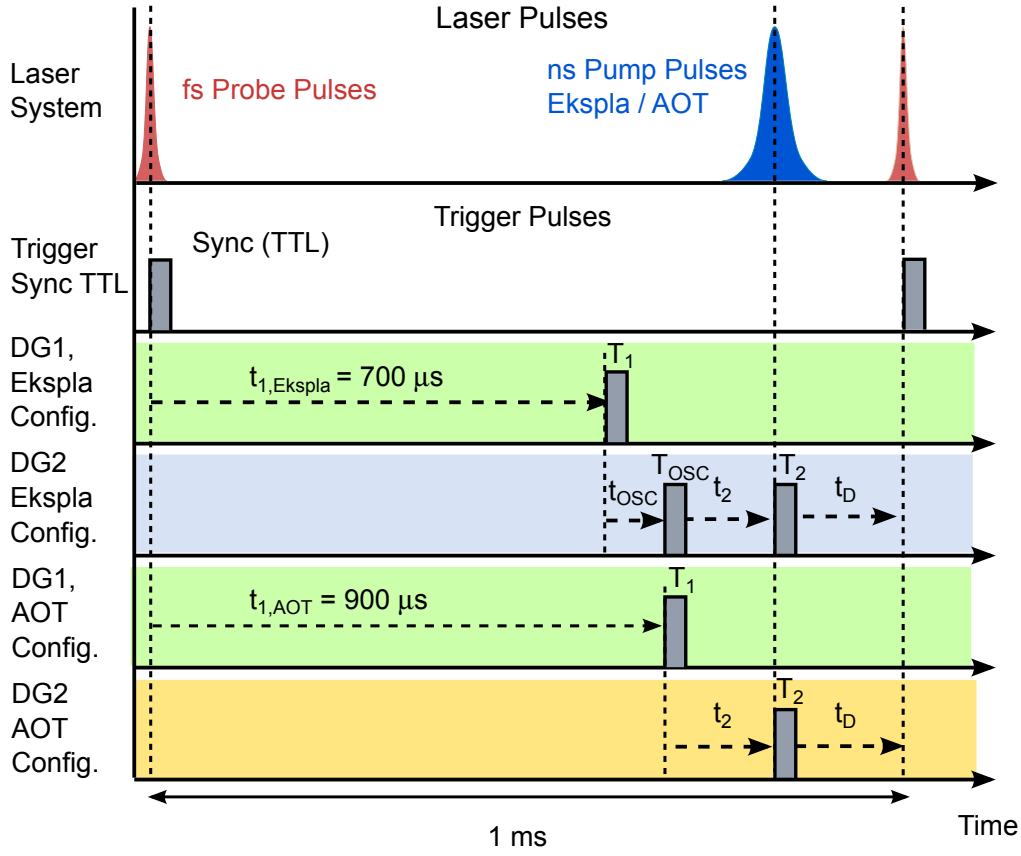 Laser Pulses
Laser
System
fs Probe Pulses
ns Pump Pulses
Ekspla / AOT
Trigger Pulses
Trigger
Sync TTL
Sync (TTL)
DG1,
Ekspla
Config.
t1,Ekspla = 700 μs
T1
DG2
Ekspla
Config.
tOSC
TOSC
t2
T2
tD
DG1,
AOT
Config.
t1,AOT = 900 μs
T1
DG2
AOT
Config.
t2
T2
tD
1 ms
Time